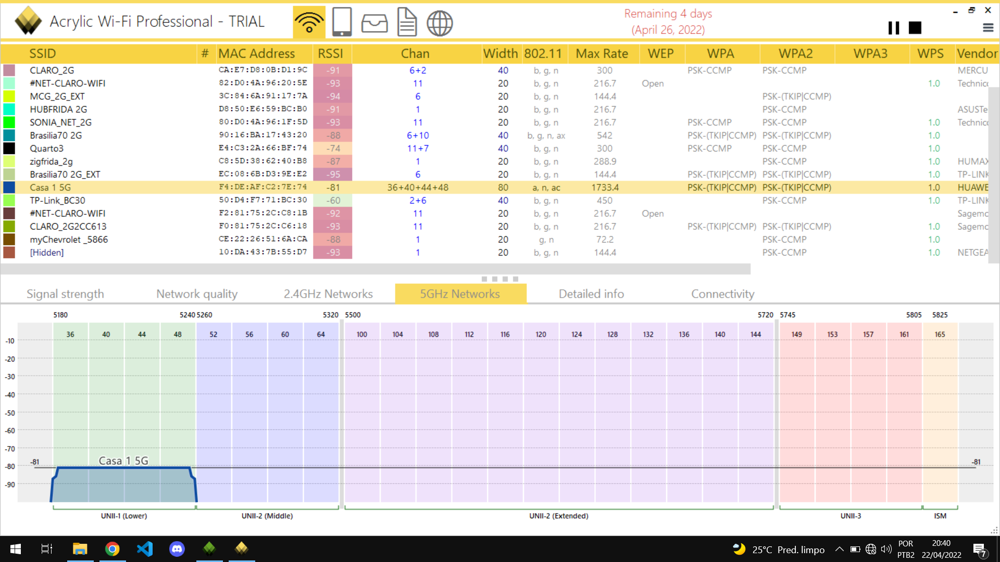 Acrylic Wi-Fi Professional - TRIAL
Remaining 4 days
(April 26, 2022)
SSID # MAC Address RSSI Chan Width 802.11 Max Rate WEP WPA WPA2 WPA3 WPS Vendor
CLARO_2G CA:E7:D8:0B:D1:9C -91 6+2 40 b, g, n 300 PSK-CCMP PSK-CCMP MERCU
#NET-CLARO-WIFI 82:D0:4A:96:20:5E -93 11 20 b, g, n 216.7 Open 1.0 Technic
MCG_2G_EXT 3C:84:6A:91:17:7A -94 6 20 b, g, n 144.4 PSK-(TKIP|CCMP)
HUBFRIDA 2G D8:50:E6:59:BC:B0 -91 1 20 b, g, n 216.7 PSK-CCMP ASUSTe
SONIA_NET_2G 80:D0:4A:96:1F:5D -93 11 20 b, g, n 216.7 PSK-CCMP PSK-CCMP 1.0 Technic
Brasilia70 2G 90:16:BA:17:43:20 -88 6+10 40 b, g, n, ax 542 PSK-(TKIP|CCMP) PSK-(TKIP|CCMP) 1.0
Quarto3 E4:C3:2A:66:BF:74 -74 11+7 40 b, g, n 300 PSK-CCMP PSK-CCMP 1.0
zigfrida_2g C8:5D:38:62:40:B8 -87 1 20 b, g, n 288.9 PSK-CCMP 1.0 HUMAX
Brasilia70 2G_EXT EC:08:6B:D3:9E:E2 -95 6 20 b, g, n 144.4 PSK-(TKIP|CCMP) PSK-(TKIP|CCMP) 1.0 TP-LINK
Casa 1 5G F4:DE:AF:C2:7E:74 -81 36+40+44+48 80 a, n, ac 1733.4 PSK-(TKIP|CCMP) PSK-(TKIP|CCMP) 1.0 HUAWE
TP-Link_BC30 50:D4:F7:71:BC:30 -60 2+6 40 b, g, n 450 PSK-CCMP 1.0 TP-LINK
#NET-CLARO-WIFI F2:81:75:2C:C8:1B -92 11 20 b, g, n 216.7 Open Sagemc
CLARO_2G2CC613 F0:81:75:2C:C6:18 -93 11 20 b, g, n 216.7 PSK-(TKIP|CCMP) PSK-(TKIP|CCMP) 1.0 Sagemc
myChevrolet _5866 CE:22:26:51:6A:CA -88 1 20 g, n 72.2 PSK-CCMP 1.0
[Hidden] 10:DA:43:7B:55:D7 -93 1 20 b, g, n 144.4 PSK-CCMP 1.0 NETGEA
Signal strength Network quality 2.4GHz Networks 5GHz Networks Detailed info Connectivity
5180 5240 5260 5320 5500 5720 5745 5805 5825
36 40 44 48 52 56 60 64 100 104 108 112 116 120 124 128 132 136 140 144 149 153 157 161 165
-10
-20
-30
-40
-50
-60
-70
-81 Casa 1 5G -81
-80
-90
UNII-1 (Lower) UNII-2 (Middle) UNII-2 (Extended) UNII-3 ISM
25°C Pred. limpo
POR
PTB2
20:40
22/04/2022
7